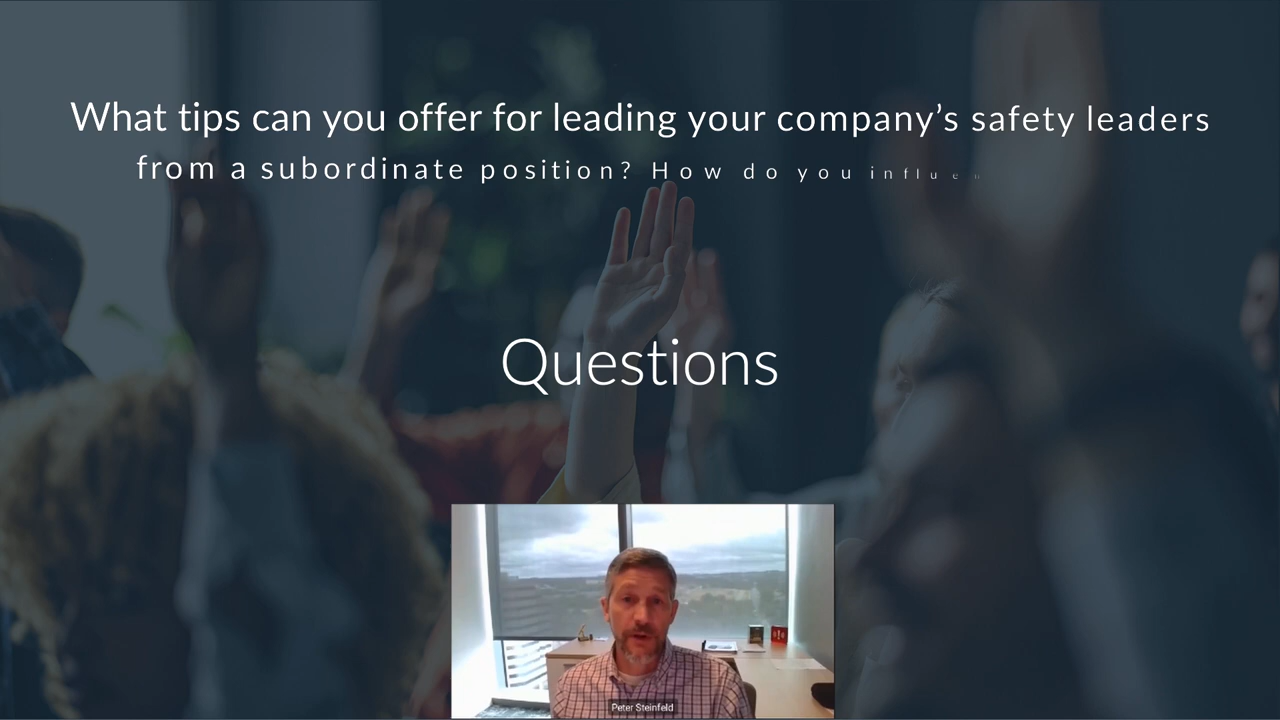 What tips can you offer for leading your company’s safety leaders
from a subordinate position? How do you influen
Questions
Peter Steinfeld